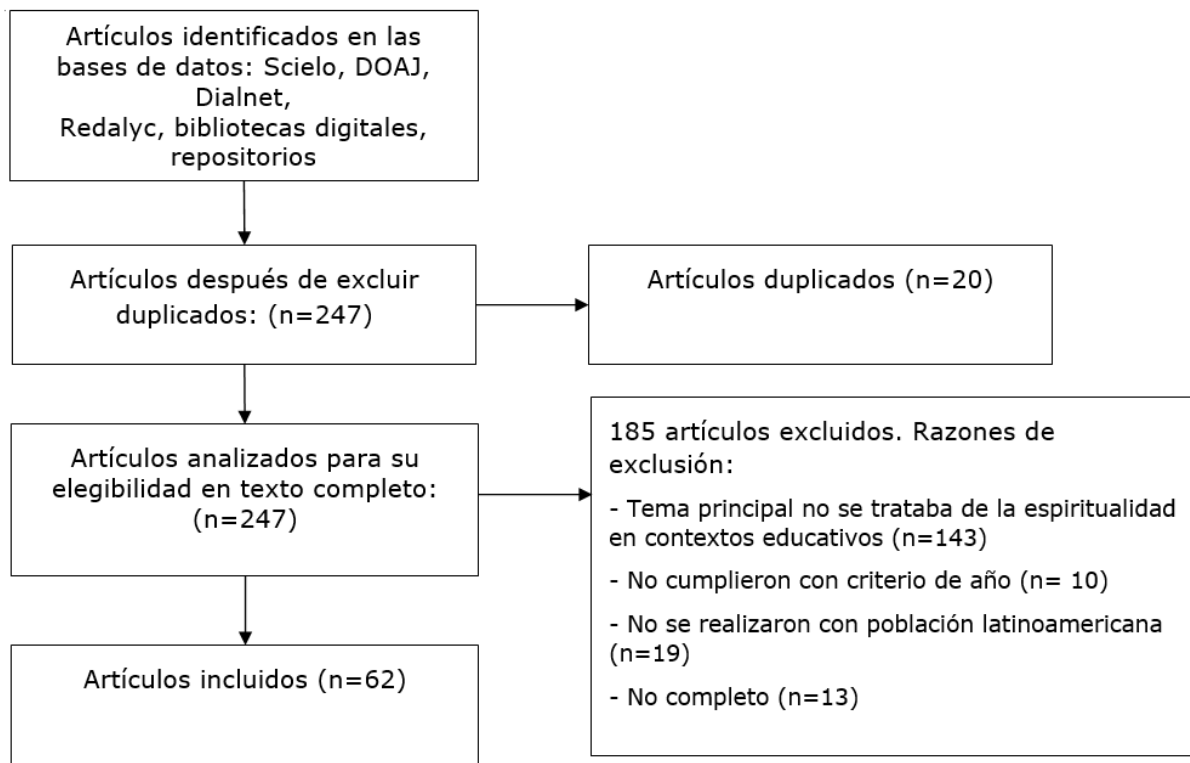 Artículos identificados en las
bases de datos: Scielo, DOAJ,
Dialnet,
Redalyc, bibliotecas digitales,
repositorios
Artículos después de excluir
duplicados: (n=247)
Artículos duplicados (n=20)
Artículos analizados para su
elegibilidad en texto completo:
(n=247)
185 artículos excluidos. Razones de
exclusión:
- Tema principal no se trataba de la espiritualidad
en contextos educativos (n=143)
- No cumplieron con criterio de año (n= 10)
- No se realizaron con población latinoamericana
(n=19)
- No completo (n=13)
Artículos incluidos (n=62)